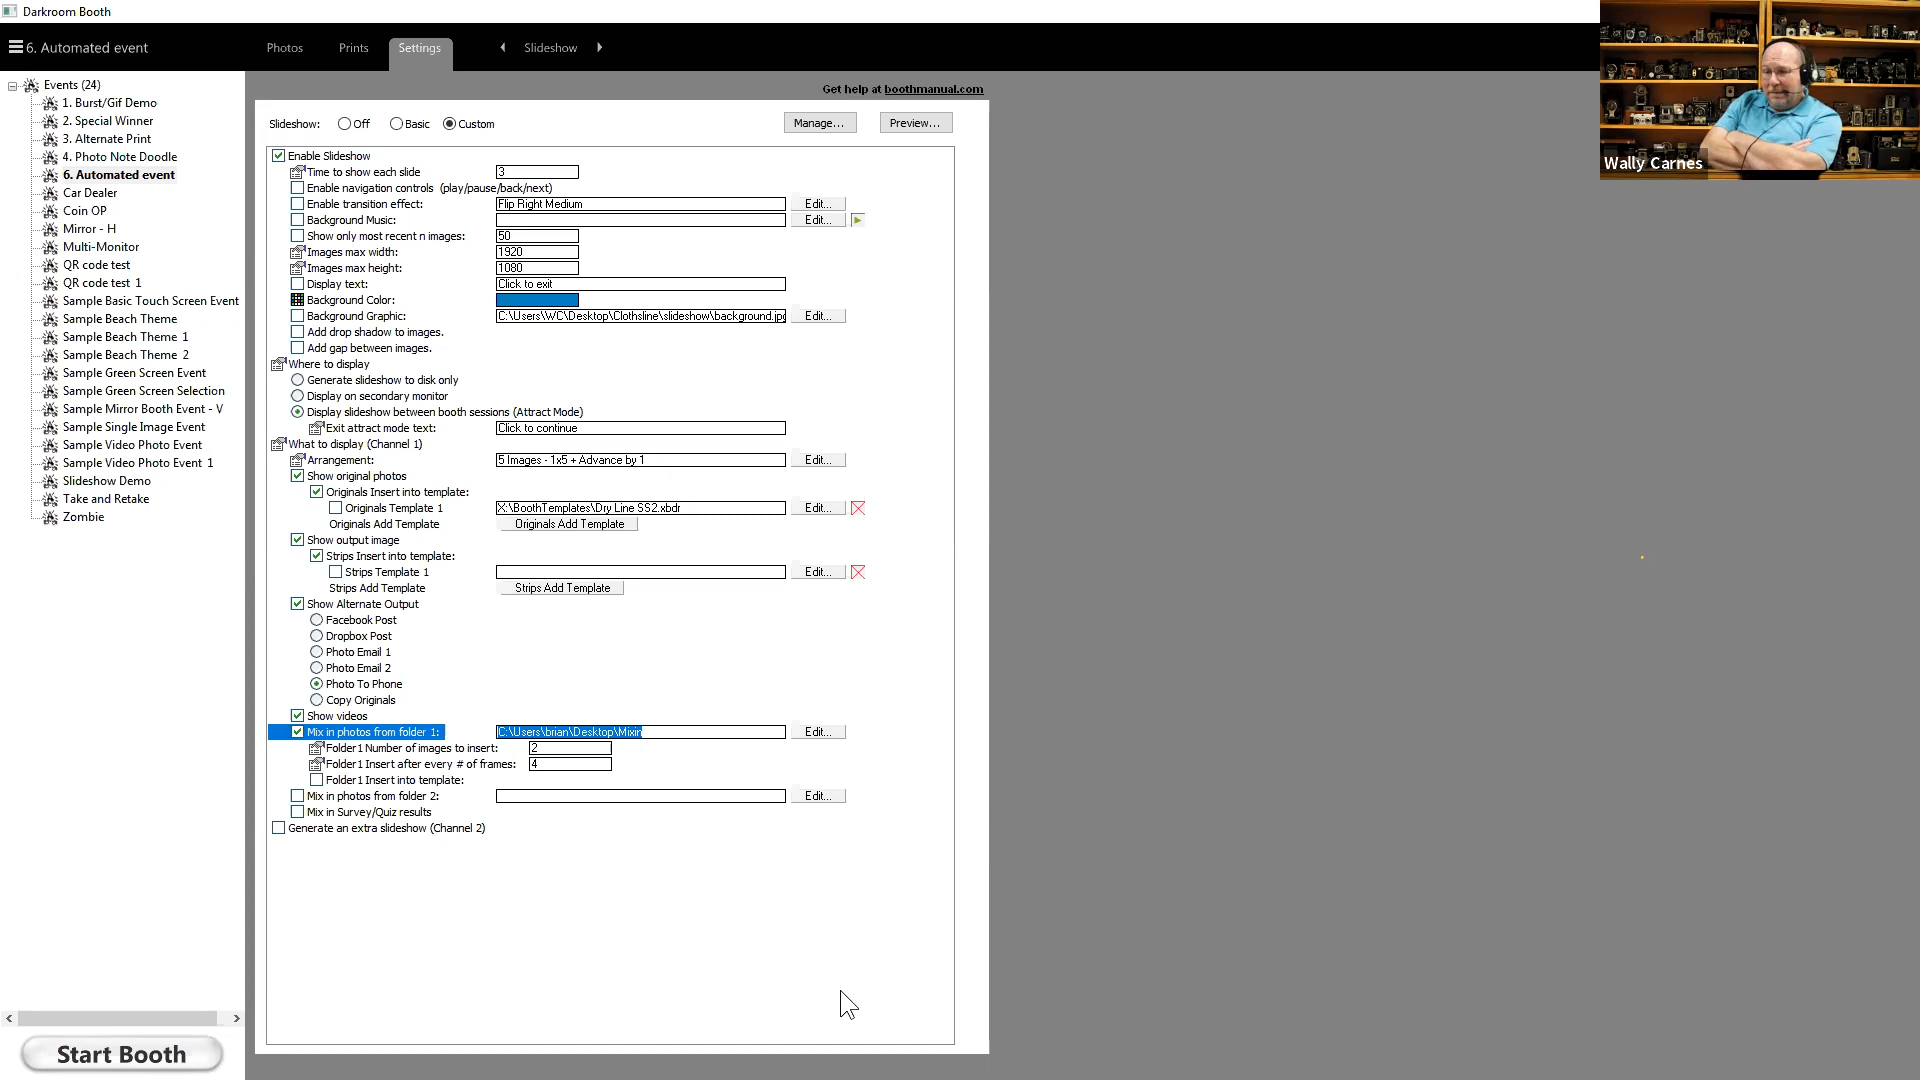 Darkroom Booth
6. Automated event
Photos
Prints
Settings
Slideshow
Wally Carnes
Events (24)
1. Burst/Gif Demo
2. Special Winner
3. Alternate Print
4. Photo Note Doodle
6. Automated event
Car Dealer
Coin OP
Mirror - H
Multi-Monitor
QR code test
QR code test 1
Sample Basic Touch Screen Event
Sample Beach Theme
Sample Beach Theme 1
Sample Beach Theme 2
Sample Green Screen Event
Sample Green Screen Selection
Sample Mirror Booth Event - V
Sample Single Image Event
Sample Video Photo Event
Sample Video Photo Event 1
Slideshow Demo
Take and Retake
Zombie
Start Booth
Get help at boothmanual.com
Slideshow: Off Basic Custom Manage... Preview...
Enable Slideshow
Time to show each slide 3
Enable navigation controls (play/pause/back/next)
Enable transition effect: Flip Right Medium Edit...
Background Music: Edit...
Show only most recent n images: 50
Images max width: 1920
Images max height: 1080
Display text: Click to exit
Background Color:
Background Graphic: C:\Users\WC\Desktop\Clothsline\slideshow\background.jpg Edit...
Add drop shadow to images.
Add gap between images.
Where to display
Generate slideshow to disk only
Display on secondary monitor
Display slideshow between booth sessions (Attract Mode)
Exit attract mode text: Click to continue
What to display (Channel 1)
Arrangement: 5 Images - 1x5 + Advance by 1 Edit...
Show original photos
Originals Insert into template:
Originals Template 1 X:\BoothTemplates\Dry Line SS2.xbdr Edit...
Originals Add Template Originals Add Template
Show output image
Strips Insert into template:
Strips Template 1 Edit...
Strips Add Template Strips Add Template
Show Alternate Output
Facebook Post
Dropbox Post
Photo Email 1
Photo Email 2
Photo To Phone
Copy Originals
Show videos
Mix in photos from folder 1: C:\Users\brian\Desktop\Mixin Edit...
Folder1 Number of images to insert: 2
Folder1 Insert after every # of frames: 4
Folder1 Insert into template:
Mix in photos from folder 2: Edit...
Mix in Survey/Quiz results
Generate an extra slideshow (Channel 2)